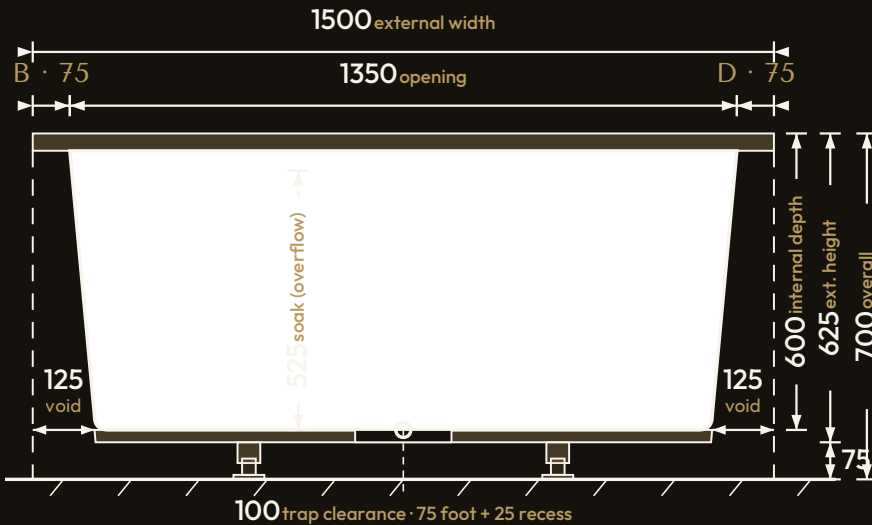 1500 external width
B · 75
1350 opening
D · 75
525 soak (overflow)
600 internal depth
625 ext. height
700 overall
125
void
125
void
75
100 trap clearance · 75 foot + 25 recess